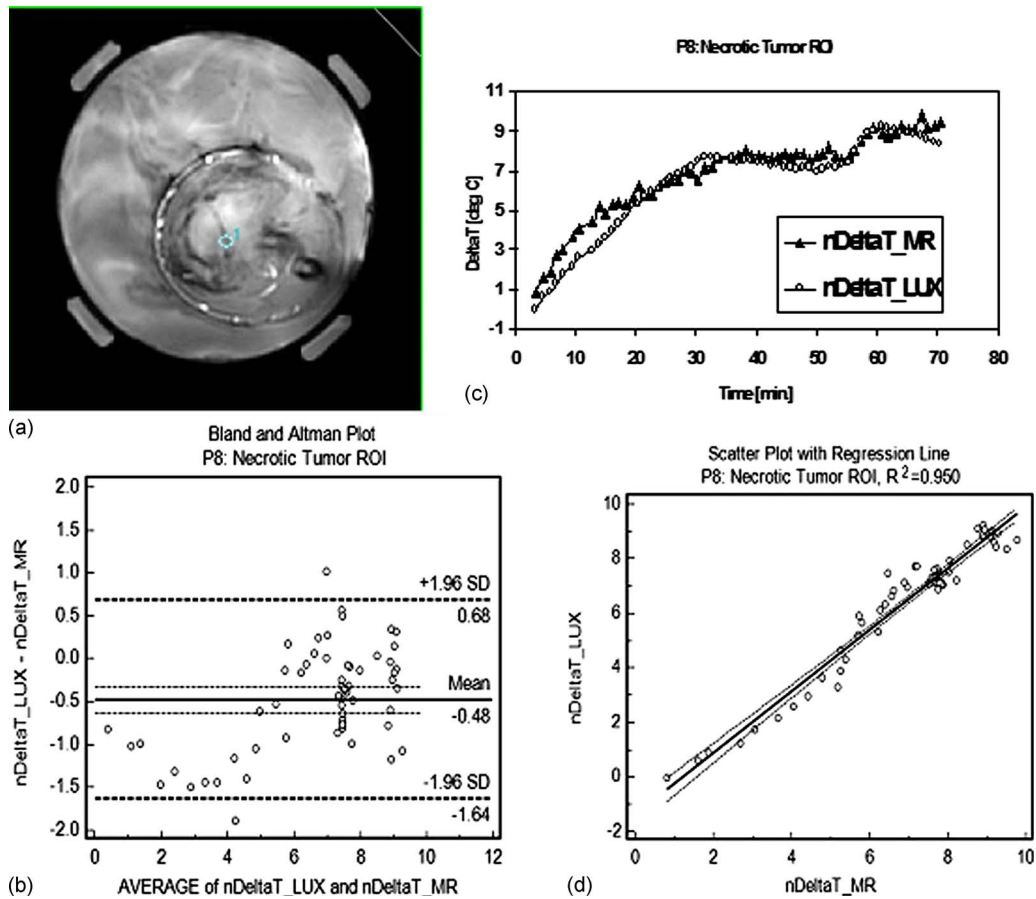 1
(a)
P8: Necrotic Tumor ROI
11
9
7
5
3
1
-1
DeltaT [deg C]
nDeltaT_MR
nDeltaT_LUX
0 10 20 30 40 50 60 70 80
Time [min.]
(c)
Bland and Altman Plot
P8: Necrotic Tumor ROI
2.0
1.5
1.0
0.5
0.0
-0.5
-1.0
-1.5
-2.0
nDeltaT_LUX - nDeltaT_MR
+1.96 SD
0.68
Mean
-0.48
-1.96 SD
-1.64
0 2 4 6 8 10 12
AVERAGE of nDeltaT_LUX and nDeltaT_MR
(b)
Scatter Plot with Regression Line
P8: Necrotic Tumor ROI, R²=0.950
10
8
6
4
2
0
-2
nDeltaT_LUX
0 2 4 6 8 10
nDeltaT_MR
(d)